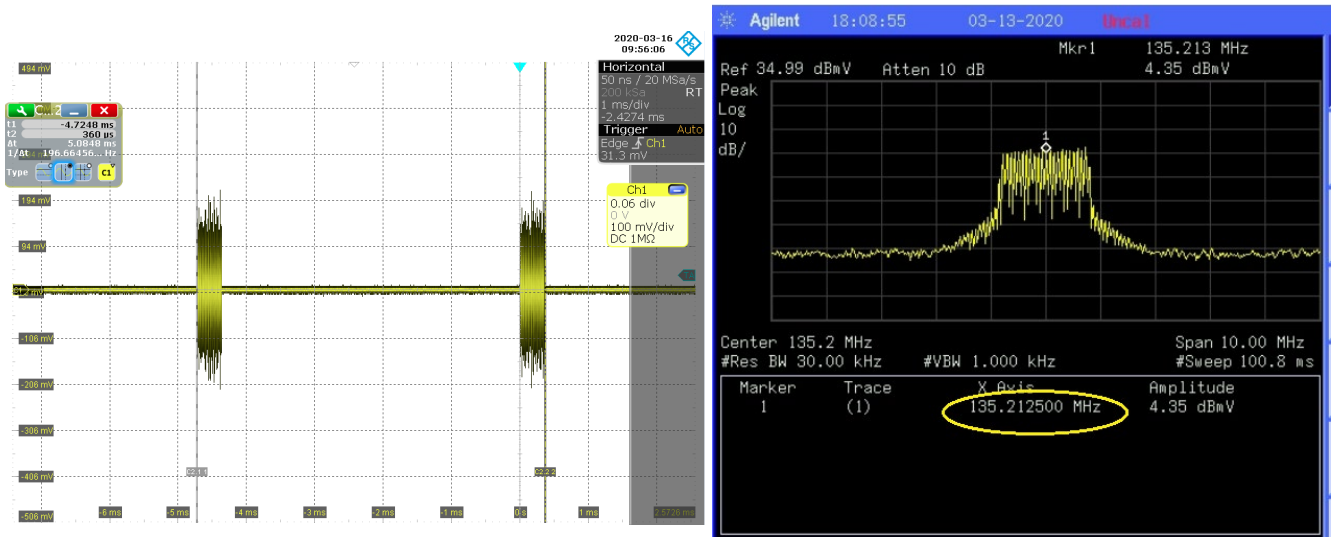 2020-03-16
09:56:06
Horizontal
50 ns / 20 MSa/s
200 kSa RT
1 ms/div
-2.4274 ms
Trigger Auto
Edge Ch1
31.3 mV
Ch1
0.06 div
0 V
100 mV/div
DC 1MΩ
t1 -4.7248 ms
t2 360 µs
Δt 5.0848 ms
1/Δt 196.66456... Hz
Type C1
494 mV
194 mV
94 mV
-106 mV
-206 mV
-306 mV
-406 mV
-506 mV
C2.1.1
C2.2.2
-6 ms -5 ms -4 ms -3 ms -2 ms -1 ms 0 s 1 ms 2.5726 ms
Agilent 18:08:55 03-13-2020 Uncal
Mkr1 135.213 MHz
Ref 34.99 dBmV Atten 10 dB 4.35 dBmV
Peak
Log
10
dB/
1
Center 135.2 MHz Span 10.00 MHz
#Res BW 30.00 kHz #VBW 1.000 kHz #Sweep 100.8 ms
Marker Trace X Axis Amplitude
1 (1) 135.212500 MHz 4.35 dBmV